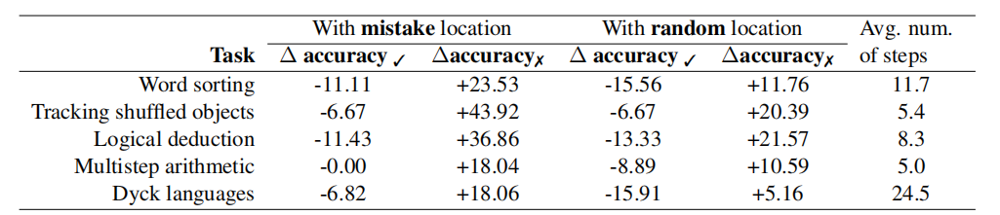 With mistake location With random location Avg. num.
Task Δ accuracy ✓ Δaccuracy✗ Δ accuracy ✓ Δaccuracy✗ of steps
Word sorting -11.11 +23.53 -15.56 +11.76 11.7
Tracking shuffled objects -6.67 +43.92 -6.67 +20.39 5.4
Logical deduction -11.43 +36.86 -13.33 +21.57 8.3
Multistep arithmetic -0.00 +18.04 -8.89 +10.59 5.0
Dyck languages -6.82 +18.06 -15.91 +5.16 24.5